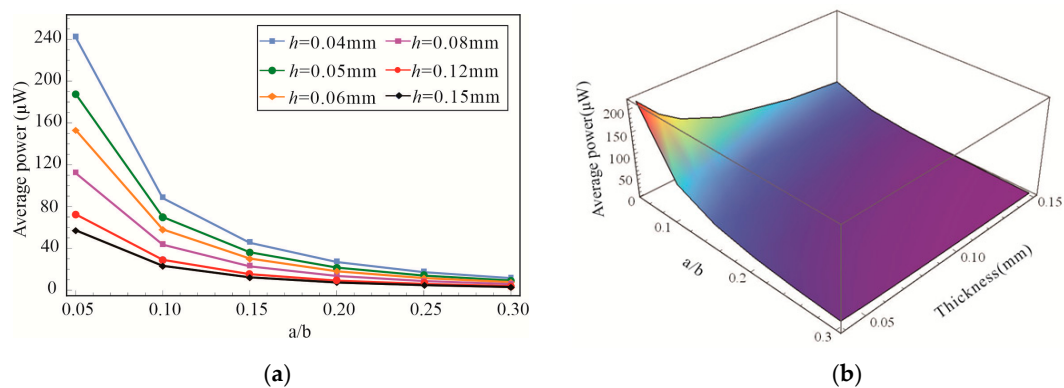 (a)
Average power (μW)
240
200
160
120
80
40
0
h=0.04mm
h=0.08mm
h=0.05mm
h=0.12mm
h=0.06mm
h=0.15mm
0.05
0.10
0.15
0.20
0.25
0.30
a/b
(b)
Average power(μW)
200
150
100
50
0
0.1
0.2
0.3
a/b
0.05
0.10
0.15
Thickness(mm)